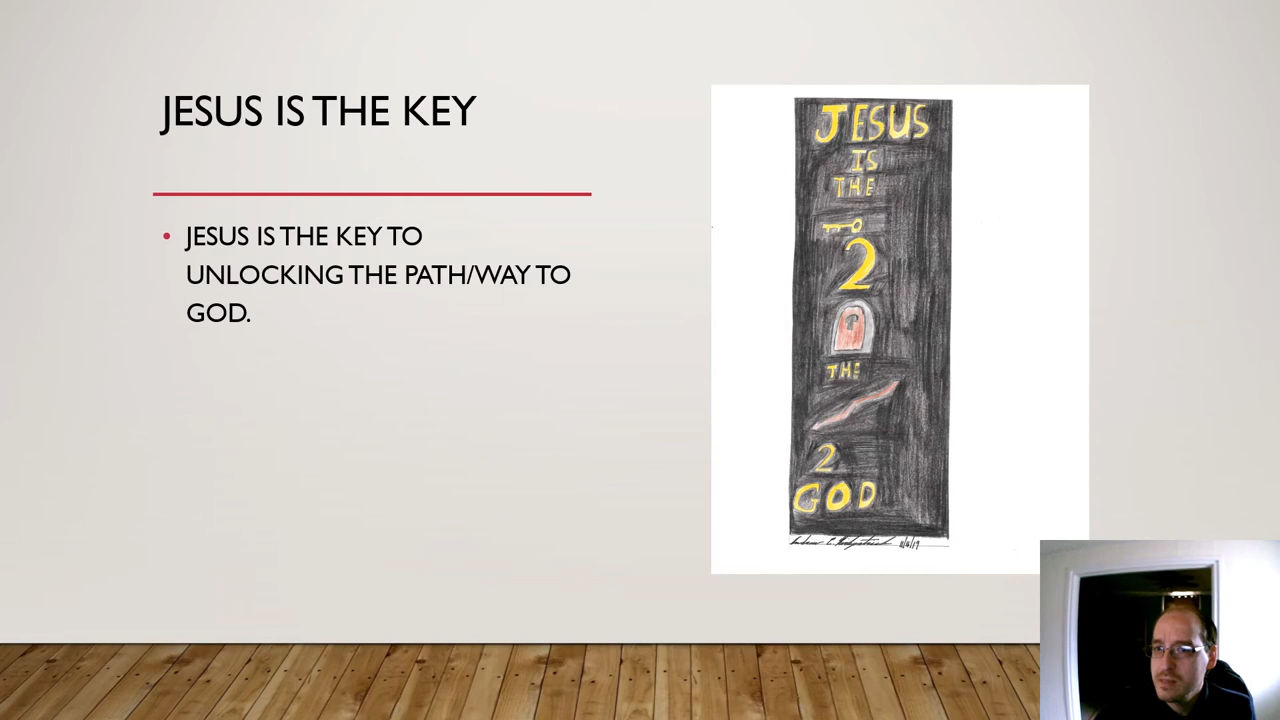 JESUS IS THE KEY
• JESUS IS THE KEY TO
UNLOCKING THE PATH/WAY TO
GOD.
JESUS
IS
THE
2
THE
2
GOD